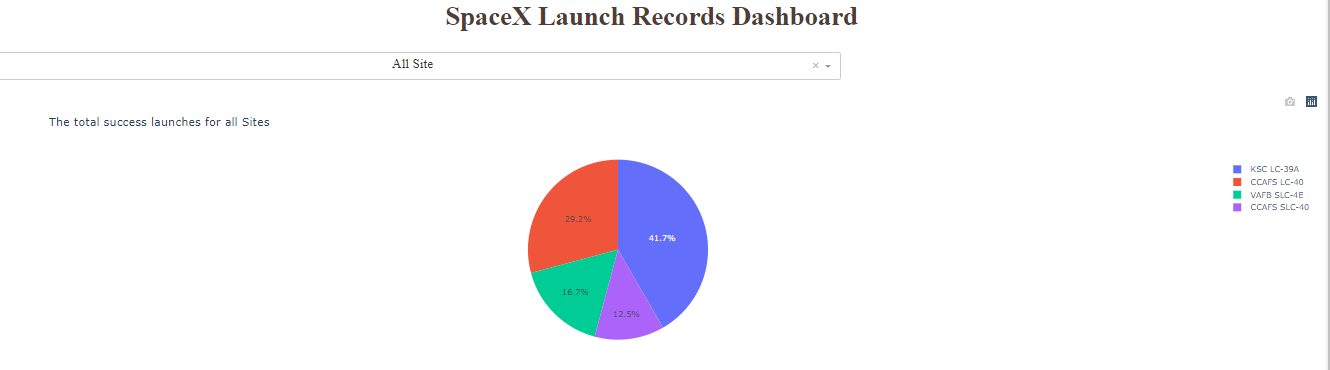 SpaceX Launch Records Dashboard
All Site
×
The total success launches for all Sites
29.2%
41.7%
16.7%
12.5%
KSC LC-39A
CCAFS LC-40
VAFB SLC-4E
CCAFS SLC-40